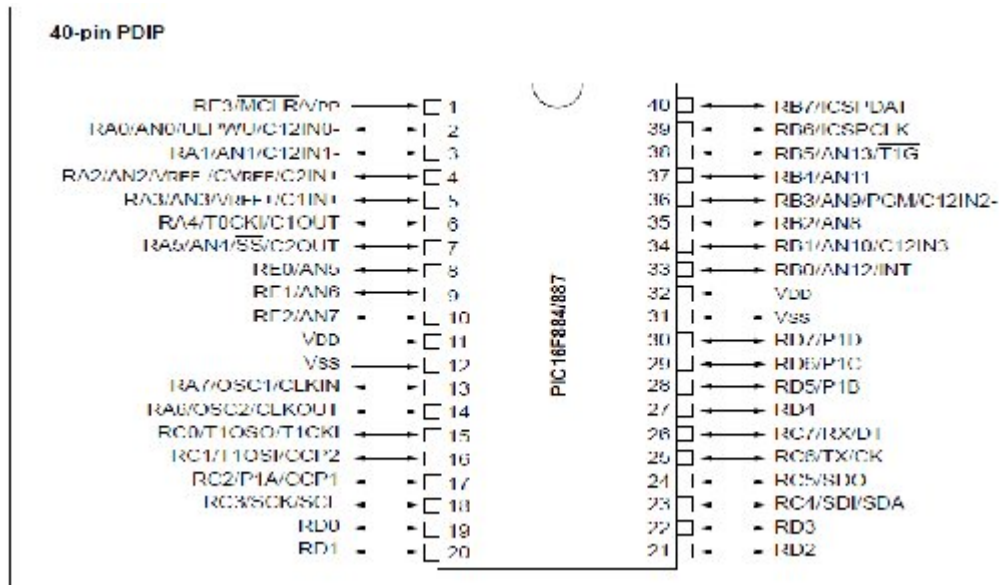 40-pin PDIP
RE3/MCLR/VPP 1
RA0/AN0/ULPWU/C12IN0- 2
RA1/AN1/C12IN1- 3
RA2/AN2/VREF-/CVREF/C2IN+ 4
RA3/AN3/VREF+/C1IN+ 5
RA4/T0CKI/C1OUT 6
RA5/AN4/SS/C2OUT 7
RE0/AN5 8
RE1/AN6 9
RE2/AN7 10
VDD 11
VSS 12
RA7/OSC1/CLKIN 13
RA6/OSC2/CLKOUT 14
RC0/T1OSO/T1CKI 15
RC1/T1OSI/CCP2 16
RC2/P1A/CCP1 17
RC3/SCK/SCL 18
RD0 19
RD1 20
PIC16F884/887
40 RB7/ICSPDAT
39 RB6/ICSPCLK
38 RB5/AN13/T1G
37 RB4/AN11
36 RB3/AN9/PGM/C12IN2-
35 RB2/AN8
34 RB1/AN10/C12IN3
33 RB0/AN12/INT
32 VDD
31 VSS
30 RD7/P1D
29 RD6/P1C
28 RD5/P1B
27 RD4
26 RC7/RX/DT
25 RC6/TX/CK
24 RC5/SDO
23 RC4/SDI/SDA
22 RD3
21 RD2